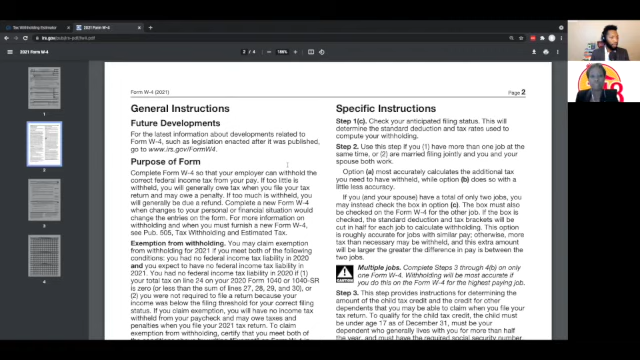 Tax Withholding Estimator
2021 Form W-4
irs.gov/pub/irs-pdf/fw4.pdf
2021 Form W-4
2 / 4
1
2
3
4
Form W-4 (2021)
Page 2
General Instructions
Future Developments
For the latest information about developments related to
Form W-4, such as legislation enacted after it was published,
go to www.irs.gov/FormW4.
Purpose of Form
Complete Form W-4 so that your employer can withhold the
correct federal income tax from your pay. If too little is
withheld, you will generally owe tax when you file your tax
return and may owe a penalty. If too much is withheld, you
will generally be due a refund. Complete a new Form W-4
when changes to your personal or financial situation would
change the entries on the form. For more information on
withholding and when you must furnish a new Form W-4,
see Pub. 505, Tax Withholding and Estimated Tax.
Exemption from withholding. You may claim exemption
from withholding for 2021 if you meet both of the following
conditions: you had no federal income tax liability in 2020
and you expect to have no federal income tax liability in
2021. You had no federal income tax liability in 2020 if (1)
your total tax on line 24 on your 2020 Form 1040 or 1040-SR
is zero (or less than the sum of lines 27, 28, 29, and 30), or
(2) you were not required to file a return because your
income was below the filing threshold for your correct filing
status. If you claim exemption, you will have no income tax
withheld from your paycheck and may owe taxes and
penalties when you file your 2021 tax return. To claim
exemption from withholding, certify that you meet both of
Specific Instructions
Step 1(c). Check your anticipated filing status. This will
determine the standard deduction and tax rates used to
compute your withholding.
Step 2. Use this step if you (1) have more than one job at the
same time, or (2) are married filing jointly and you and your
spouse both work.
Option (a) most accurately calculates the additional tax
you need to have withheld, while option (b) does so with a
little less accuracy.
If you (and your spouse) have a total of only two jobs, you
may instead check the box in option (c). The box must also
be checked on the Form W-4 for the other job. If the box is
checked, the standard deduction and tax brackets will be
cut in half for each job to calculate withholding. This option
is roughly accurate for jobs with similar pay; otherwise, more
tax than necessary may be withheld, and this extra amount
will be larger the greater the difference in pay is between the
two jobs.
CAUTION
Multiple jobs. Complete Steps 3 through 4(b) on only
one Form W-4. Withholding will be most accurate if
you do this on the Form W-4 for the highest paying job.
Step 3. This step provides instructions for determining the
amount of the child tax credit and the credit for other
dependents that you may be able to claim when you file your
tax return. To qualify for the child tax credit, the child must
be under age 17 as of December 31, must be your
dependent who generally lives with you for more than half
the year, and must have the required social security number.